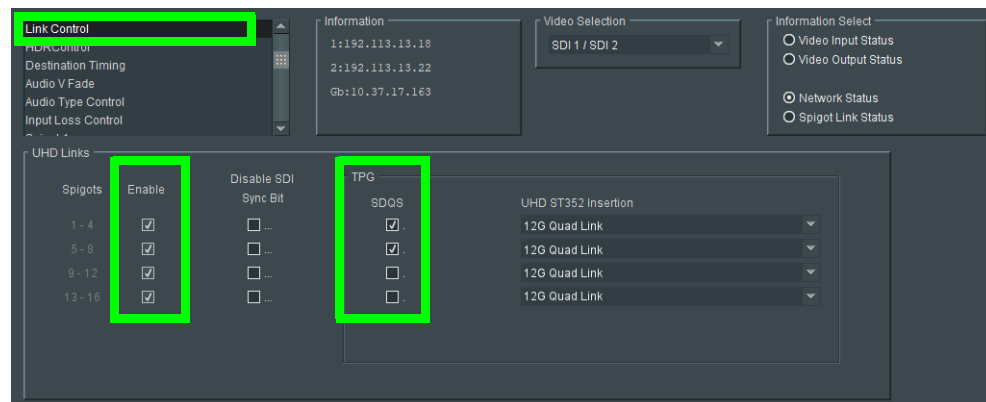 Link Control
HDRControl
Destination Timing
Audio V Fade
Audio Type Control
Input Loss Control
Information
1:192.113.13.18
2:192.113.13.22
Gb:10.37.17.163
Video Selection
SDI 1 / SDI 2
Information Select
Video Input Status
Video Output Status
Network Status
Spigot Link Status
UHD Links
Spigots
Enable
Disable SDI
Sync Bit
TPG
SDQS
UHD ST352 Insertion
1 - 4 ... . 12G Quad Link
5 - 8 ... . 12G Quad Link
9 - 12 ... . 12G Quad Link
13 - 16 ... . 12G Quad Link